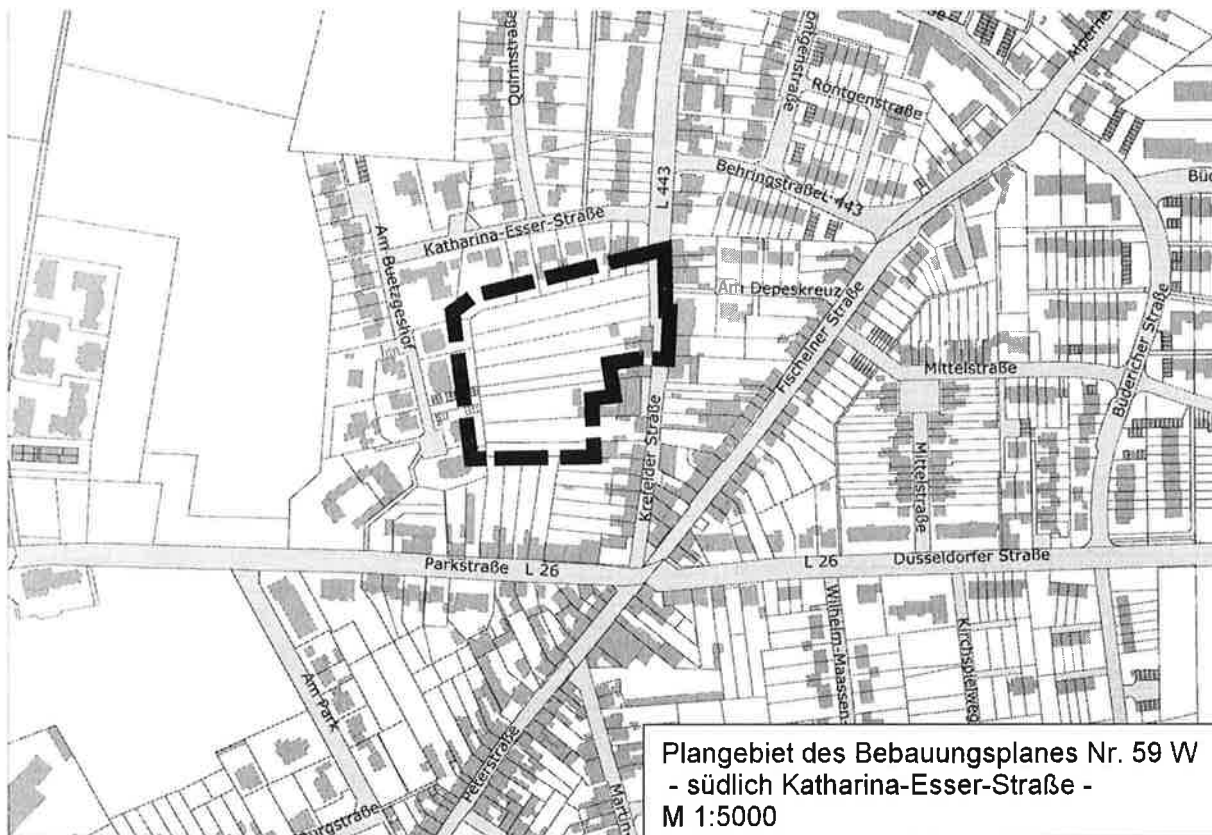 Quirinstraße
Röntgenstraße
L 443
Behringstraße
L 443
Katharina-Esser-Straße
Am Buetzgeshof
Am Depeskreuz
Fischelner Straße
Mittelstraße
Büdericher Straße
Mittelstraße
Krefelder Straße
Parkstraße L 26
L 26
Düsseldorfer Straße
Wilhelm-Maassen-
Kirchspielweg
Am Park
Peterstraße
Martin
Plangebiet des Bebauungsplanes Nr. 59 W
- südlich Katharina-Esser-Straße -
M 1:5000